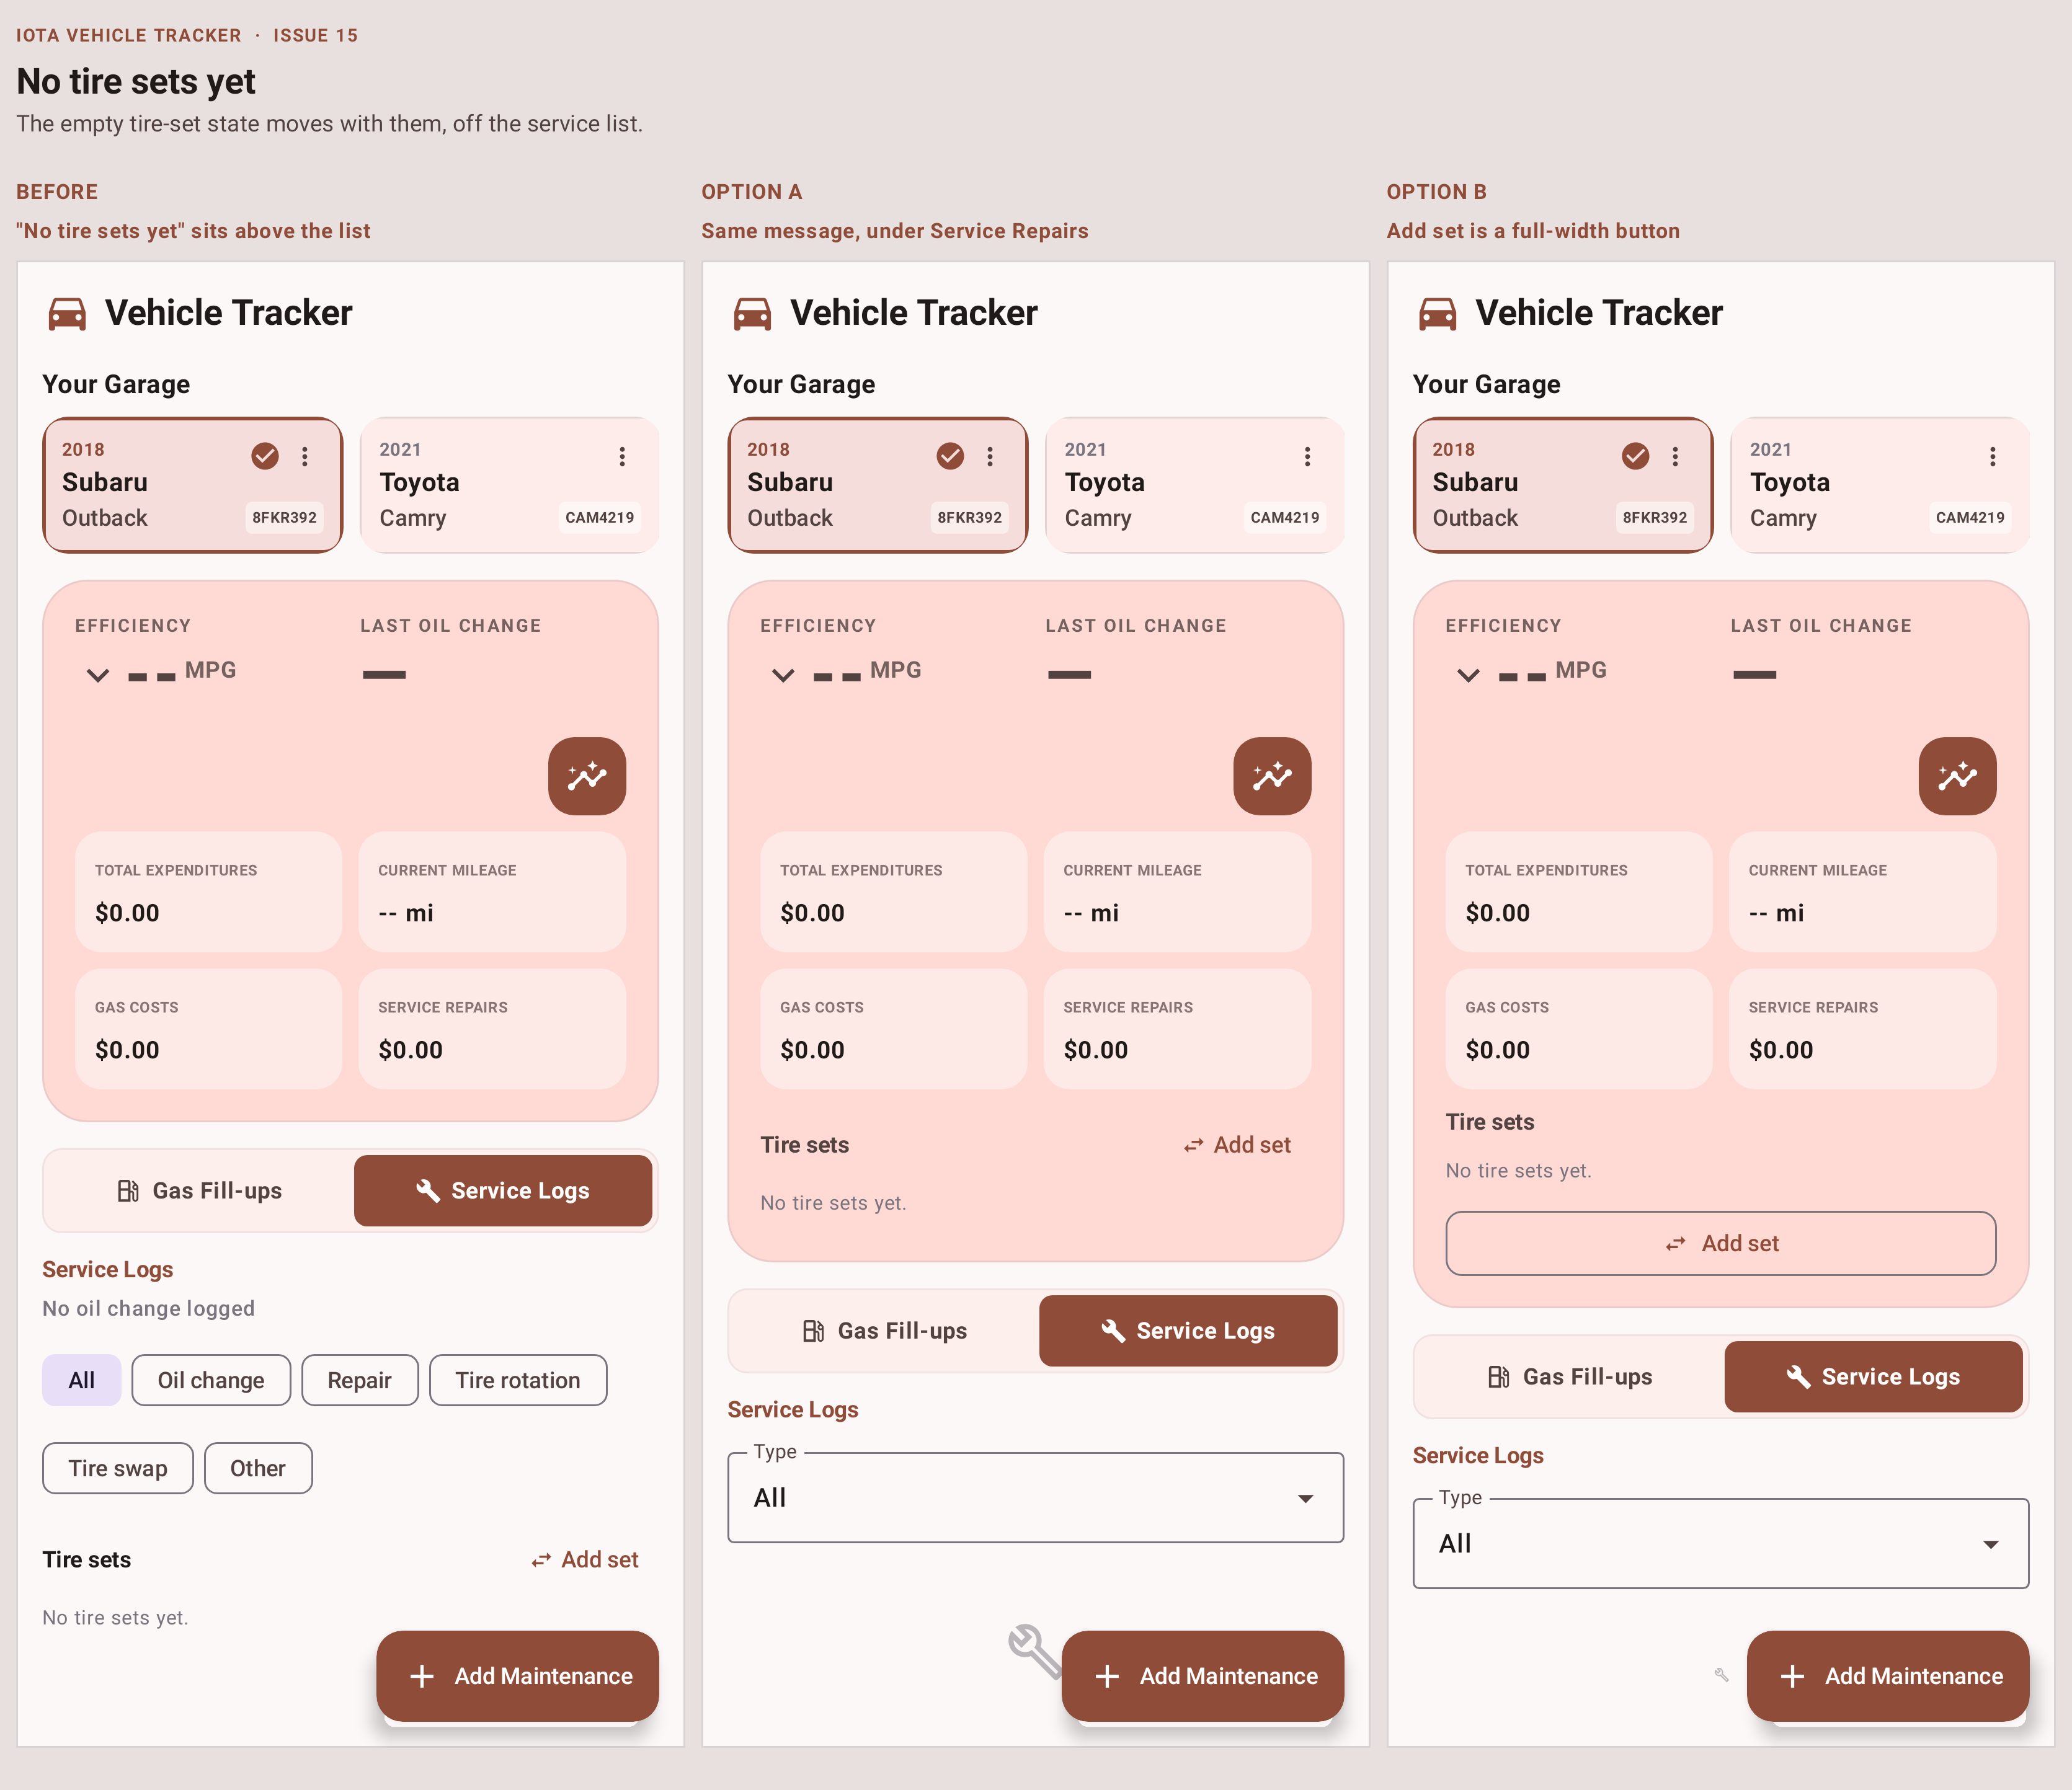 IOTA VEHICLE TRACKER · ISSUE 15
No tire sets yet
The empty tire-set state moves with them, off the service list.
BEFORE
"No tire sets yet" sits above the list
Vehicle Tracker
Your Garage
2018
Subaru
Outback
8FKR392
2021
Toyota
Camry
CAM4219
EFFICIENCY
-- MPG
LAST OIL CHANGE
—
TOTAL EXPENDITURES
$0.00
CURRENT MILEAGE
-- mi
GAS COSTS
$0.00
SERVICE REPAIRS
$0.00
Gas Fill-ups
Service Logs
Service Logs
No oil change logged
All
Oil change
Repair
Tire rotation
Tire swap
Other
Tire sets
Add set
No tire sets yet.
Add Maintenance
OPTION A
Same message, under Service Repairs
Vehicle Tracker
Your Garage
2018
Subaru
Outback
8FKR392
2021
Toyota
Camry
CAM4219
EFFICIENCY
-- MPG
LAST OIL CHANGE
—
TOTAL EXPENDITURES
$0.00
CURRENT MILEAGE
-- mi
GAS COSTS
$0.00
SERVICE REPAIRS
$0.00
Tire sets
Add set
No tire sets yet.
Gas Fill-ups
Service Logs
Service Logs
Type
All
Add Maintenance
OPTION B
Add set is a full-width button
Vehicle Tracker
Your Garage
2018
Subaru
Outback
8FKR392
2021
Toyota
Camry
CAM4219
EFFICIENCY
-- MPG
LAST OIL CHANGE
—
TOTAL EXPENDITURES
$0.00
CURRENT MILEAGE
-- mi
GAS COSTS
$0.00
SERVICE REPAIRS
$0.00
Tire sets
No tire sets yet.
Add set
Gas Fill-ups
Service Logs
Service Logs
Type
All
Add Maintenance